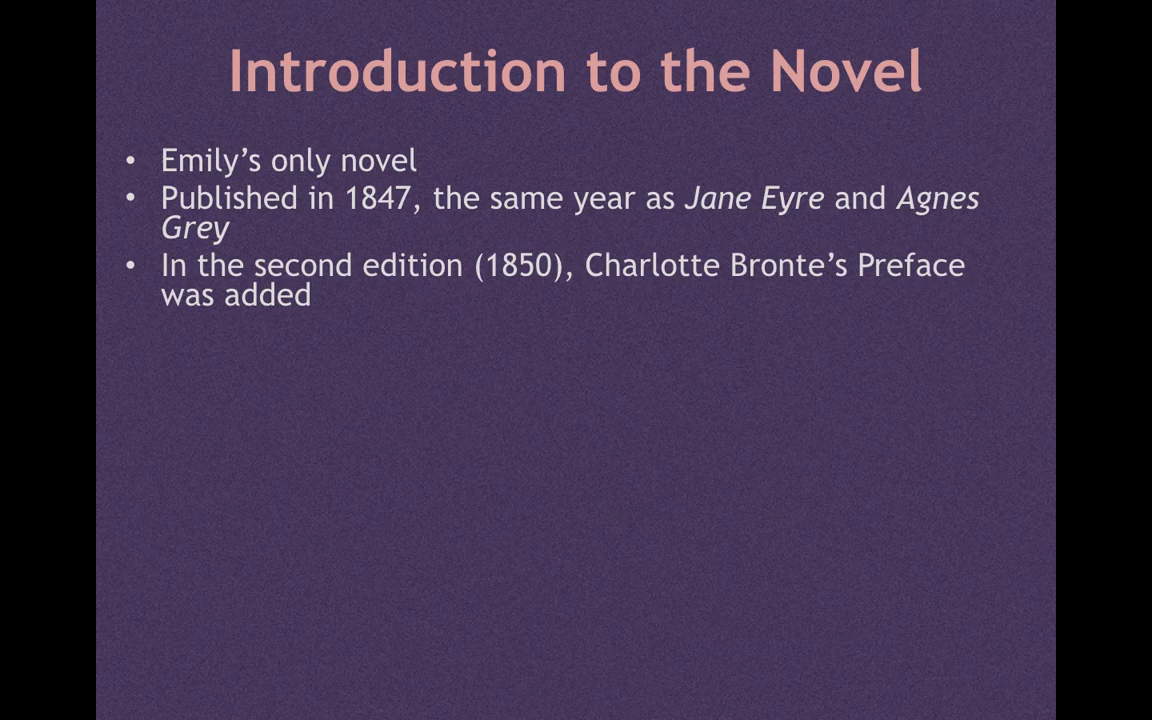 Introduction to the Novel
• Emily’s only novel
• Published in 1847, the same year as Jane Eyre and Agnes
Grey
• In the second edition (1850), Charlotte Bronte’s Preface
was added